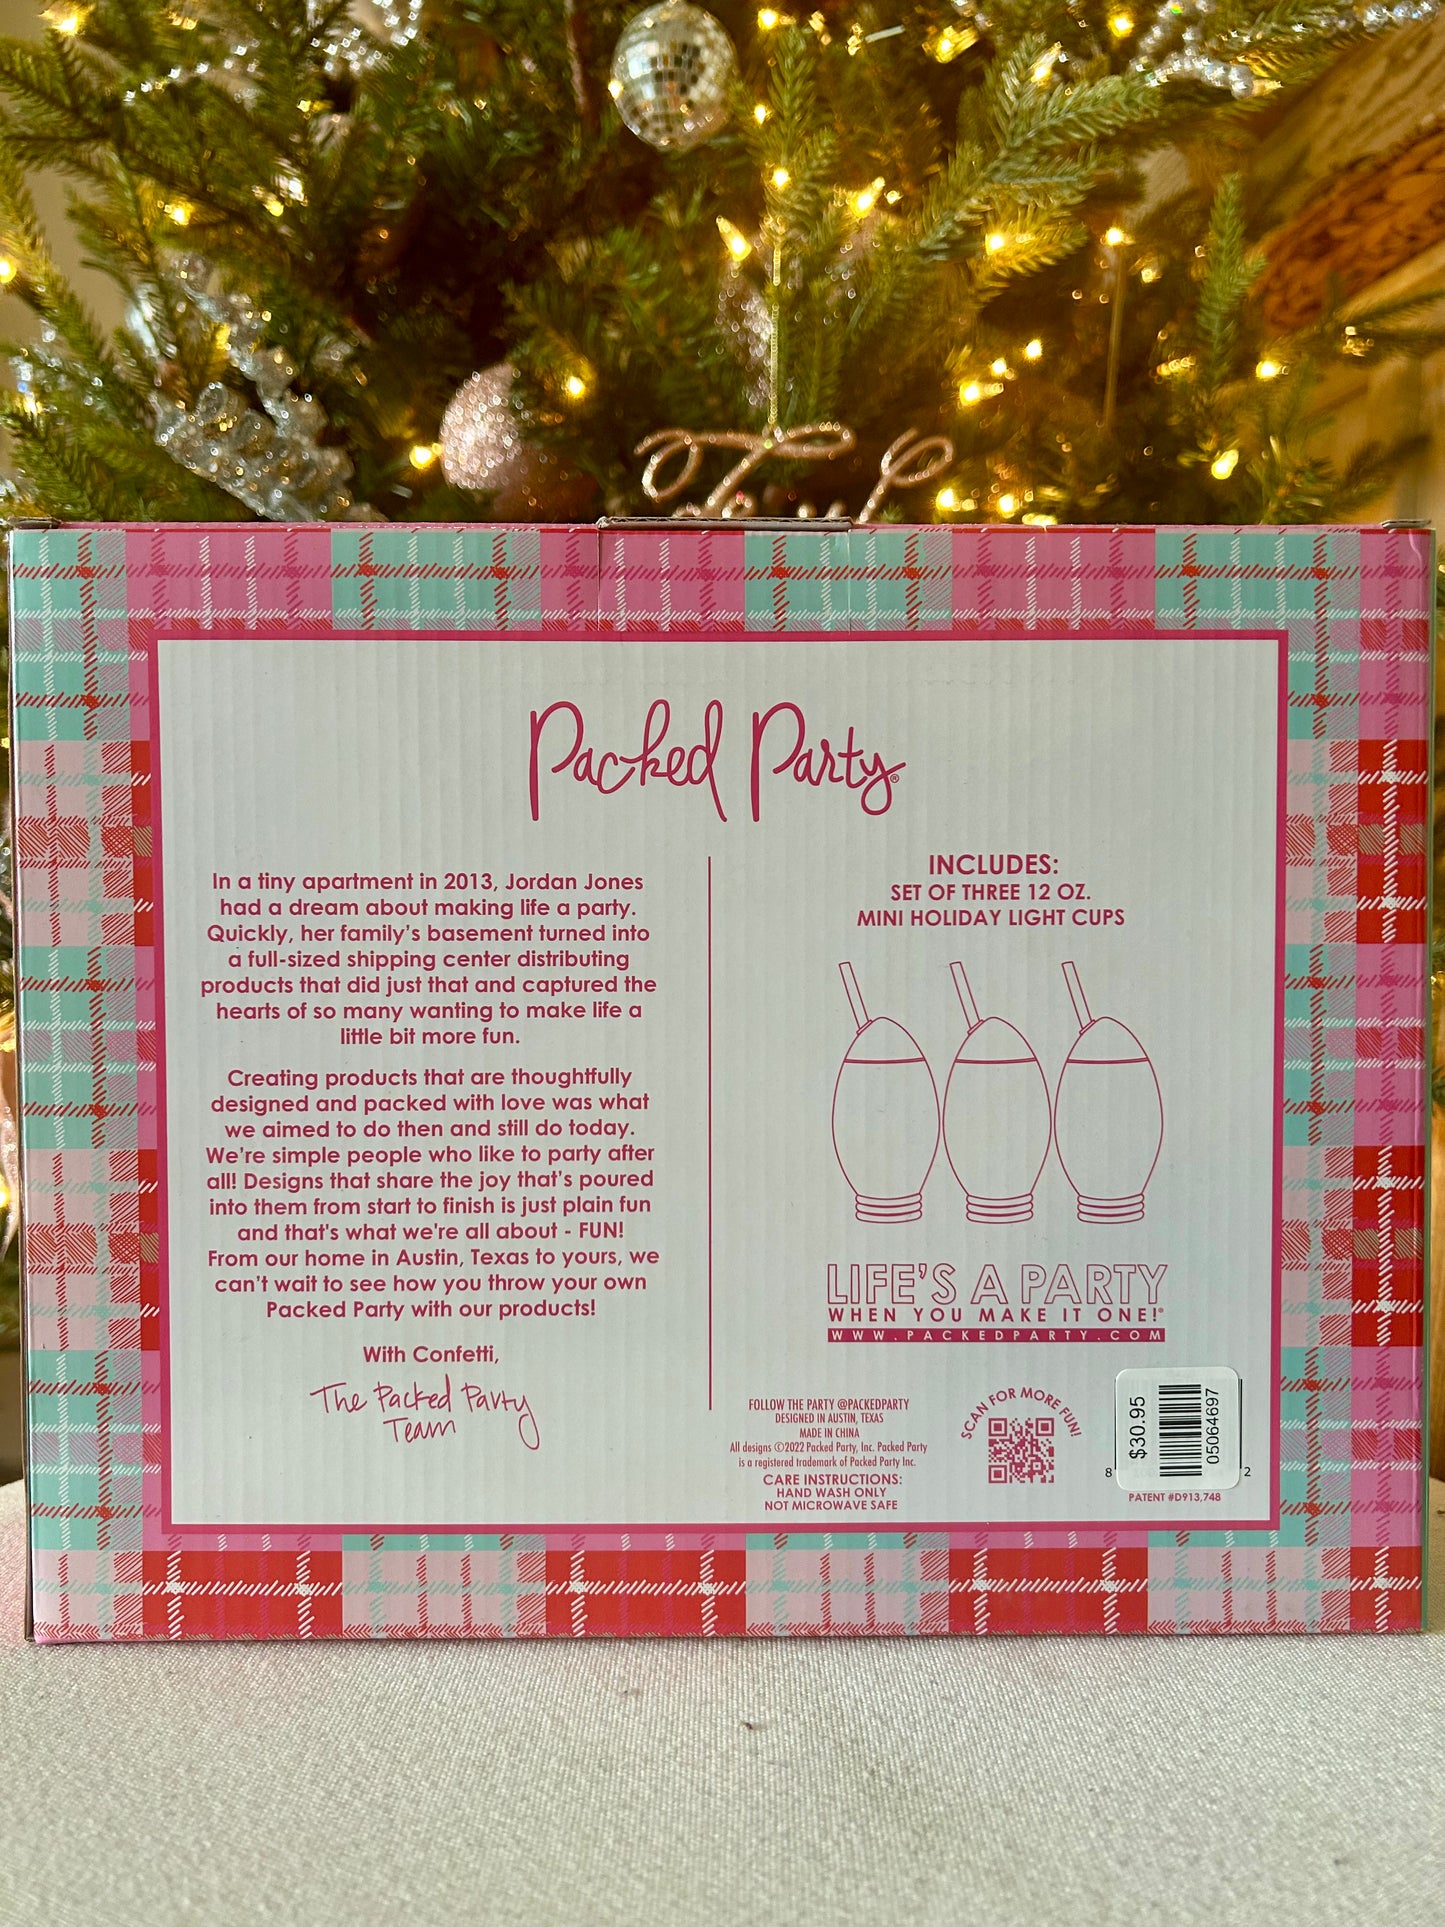 Packed Party®
In a tiny apartment in 2013, Jordan Jones
had a dream about making life a party.
Quickly, her family's basement turned into
a full-sized shipping center distributing
products that did just that and captured the
hearts of so many wanting to make life a
little bit more fun.
Creating products that are thoughtfully
designed and packed with love was what
we aimed to do then and still do today.
We're simple people who like to party after
all! Designs that share the joy that's poured
into them from start to finish is just plain fun
and that's what we're all about - FUN!
From our home in Austin, Texas to yours, we
can't wait to see how you throw your own
Packed Party with our products!
With Confetti,
The Packed Party
Team
INCLUDES:
SET OF THREE 12 OZ.
MINI HOLIDAY LIGHT CUPS
LIFE'S A PARTY
WHEN YOU MAKE IT ONE!®
WWW.PACKEDPARTY.COM
FOLLOW THE PARTY @PACKEDPARTY
DESIGNED IN AUSTIN, TEXAS
MADE IN CHINA
All designs ©2022 Packed Party, Inc. Packed Party
is a registered trademark of Packed Party Inc.
CARE INSTRUCTIONS:
HAND WASH ONLY
NOT MICROWAVE SAFE
SCAN FOR MORE FUN!
$30.95
05064697
8 2
PATENT #D913,748